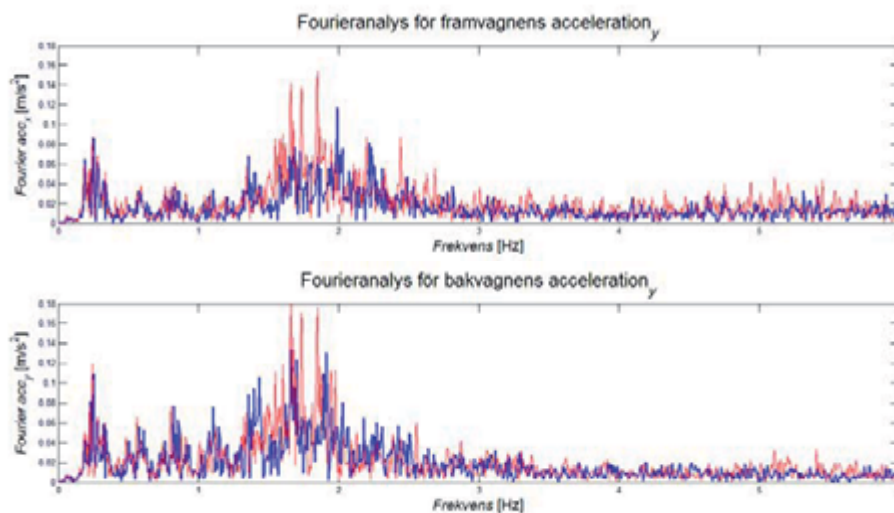 Fourieranalys för framvagnens acceleration_y
0.18
0.16
0.14
0.12
0.1
0.08
0.06
0.04
0.02
0
Fourier acc_x [m/s²]
0 1 2 3 4 5
Frekvens [Hz]
Fourieranalys för bakvagnens acceleration_y
0.18
0.16
0.14
0.12
0.1
0.08
0.06
0.04
0.02
0
Fourier acc_y [m/s²]
0 1 2 3 4 5
Frekvens [Hz]